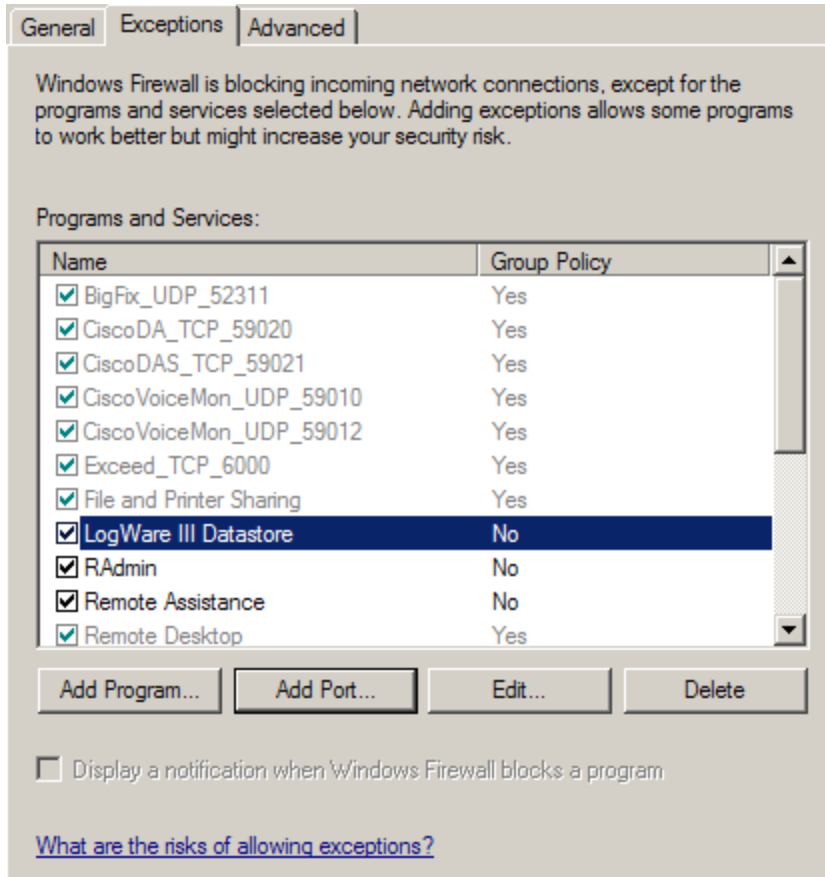 General Exceptions Advanced
Windows Firewall is blocking incoming network connections, except for the
programs and services selected below. Adding exceptions allows some programs
to work better but might increase your security risk.
Programs and Services:
Name Group Policy
BigFix_UDP_52311 Yes
CiscoDA_TCP_59020 Yes
CiscoDAS_TCP_59021 Yes
CiscoVoiceMon_UDP_59010 Yes
CiscoVoiceMon_UDP_59012 Yes
Exceed_TCP_6000 Yes
File and Printer Sharing Yes
LogWare III Datastore No
RAdmin No
Remote Assistance No
Remote Desktop Yes
Add Program... Add Port... Edit... Delete
Display a notification when Windows Firewall blocks a program
What are the risks of allowing exceptions?